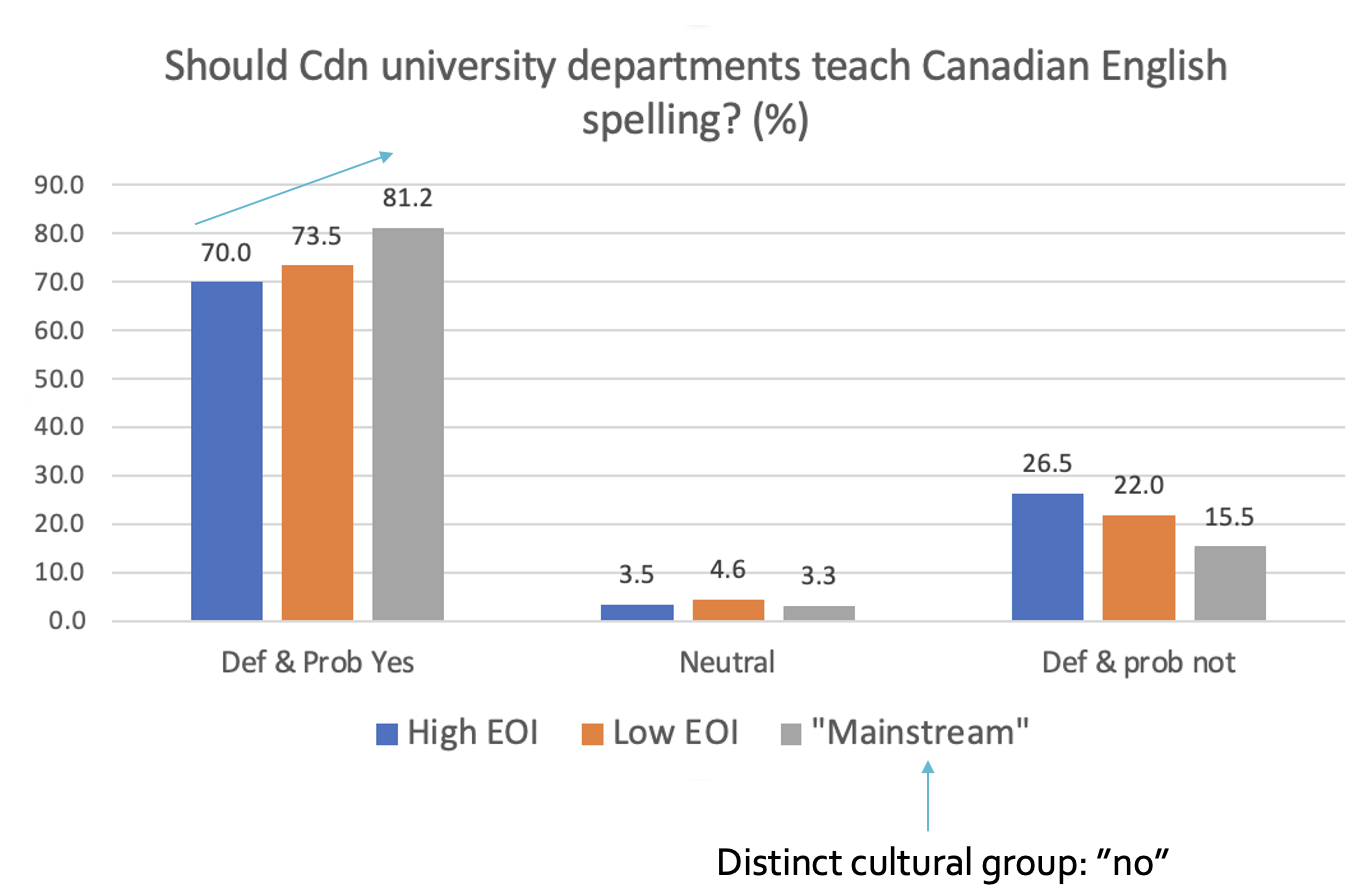 Should Cdn university departments teach Canadian English
spelling? (%)
90.0
80.0
70.0
60.0
50.0
40.0
30.0
20.0
10.0
0.0
70.0
73.5
81.2
3.5
4.6
3.3
26.5
22.0
15.5
Def & Prob Yes
Neutral
Def & prob not
High EOI
Low EOI
"Mainstream"
Distinct cultural group: ”no”